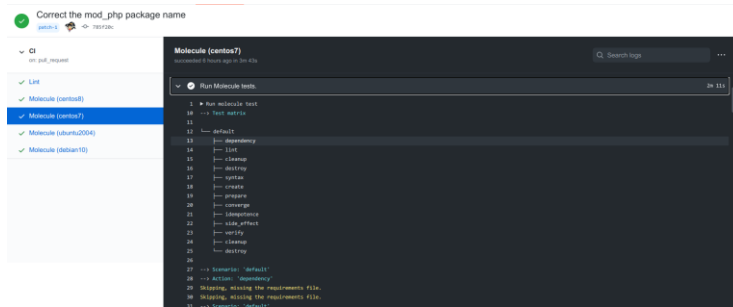 Correct the mod_php package name
patch-1 785f20c
CI
on: pull_request
Lint
Molecule (centos8)
Molecule (centos7)
Molecule (ubuntu2004)
Molecule (debian10)
Molecule (centos7)
succeeded 6 hours ago in 3m 43s
Search logs
Run Molecule tests. 2m 11s
1 ▶ Run molecule test
10 --> Test matrix
11
12 └── default
13 ├── dependency
14 ├── lint
15 ├── cleanup
16 ├── destroy
17 ├── syntax
18 ├── create
19 ├── prepare
20 ├── converge
21 ├── idempotence
22 ├── side_effect
23 ├── verify
24 ├── cleanup
25 └── destroy
26
27 --> Scenario: 'default'
28 --> Action: 'dependency'
29 Skipping, missing the requirements file.
30 Skipping, missing the requirements file.
31 --> Scenario: 'default'